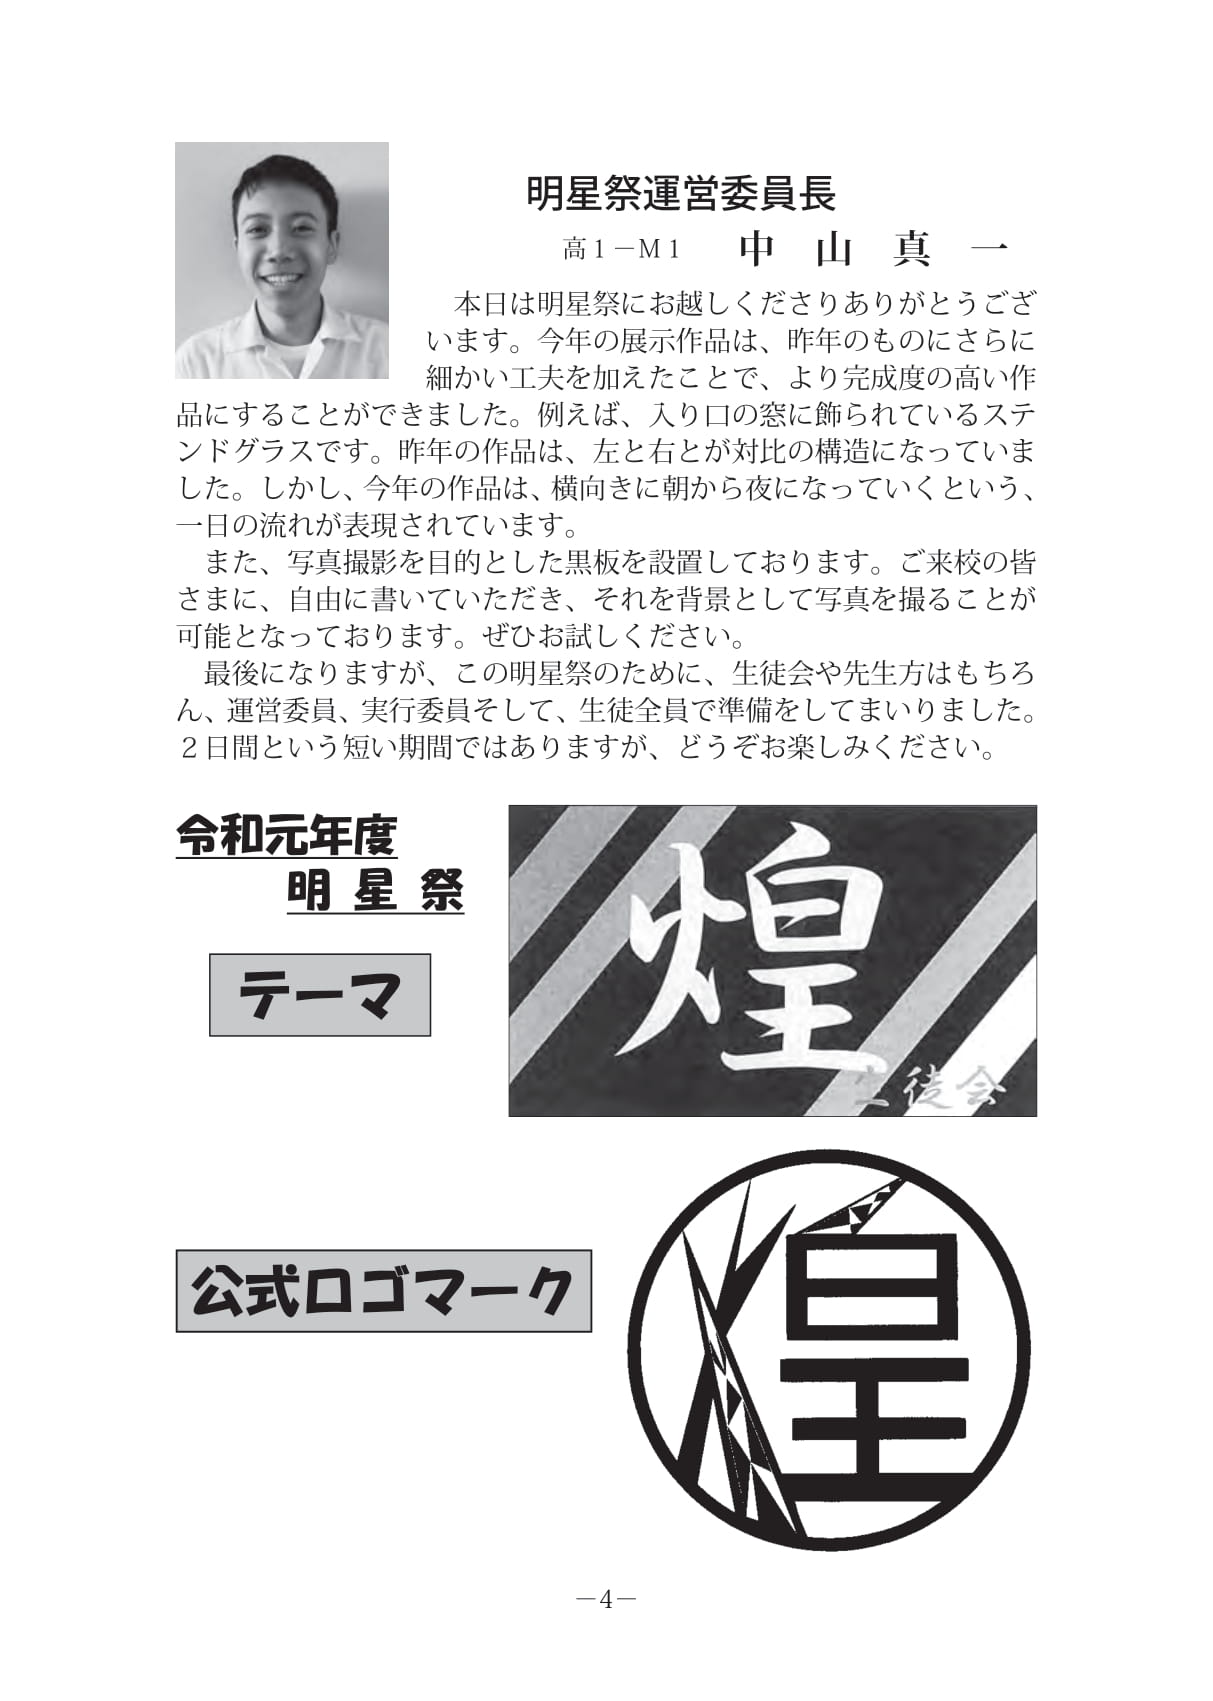 明星祭運営委員長
高1－M1　中　山　真　一
本日は明星祭にお越しくださりありがとうござ
います。今年の展示作品は、昨年のものにさらに
細かい工夫を加えたことで、より完成度の高い作
品にすることができました。例えば、入り口の窓に飾られているステ
ンドグラスです。昨年の作品は、左と右とが対比の構造になっていま
した。しかし、今年の作品は、横向きに朝から夜になっていくという、
一日の流れが表現されています。
また、写真撮影を目的とした黒板を設置しております。ご来校の皆
さまに、自由に書いていただき、それを背景として写真を撮ることが
可能となっております。ぜひお試しください。
最後になりますが、この明星祭のために、生徒会や先生方はもちろ
ん、運営委員、実行委員そして、生徒全員で準備をしてまいりました。
２日間という短い期間ではありますが、どうぞお楽しみください。
令和元年度
明 星 祭
テーマ
煌
生徒会
公式ロゴマーク
煌
－4－